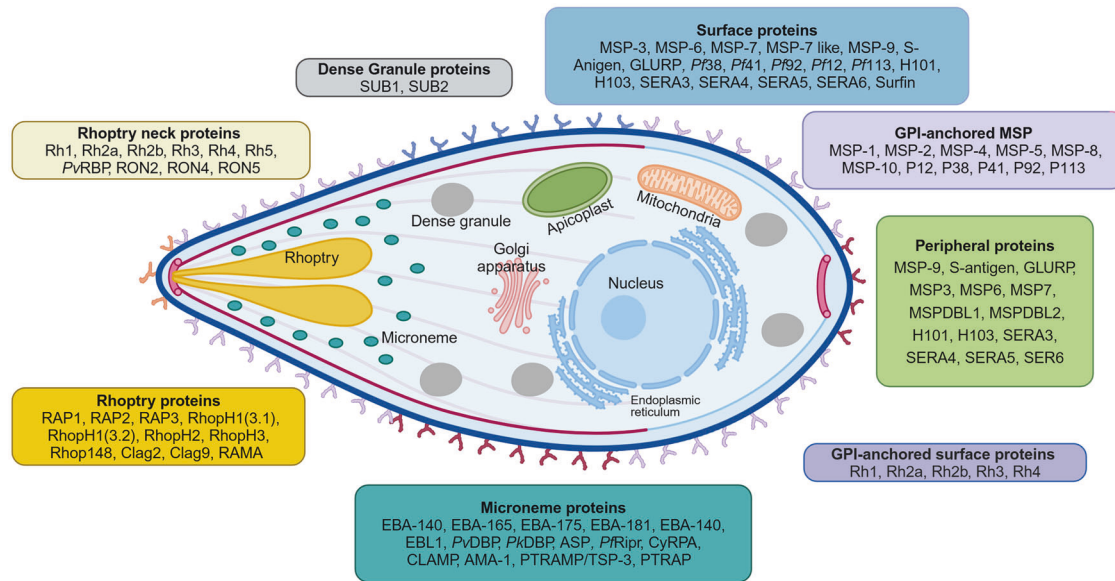 Surface proteins
MSP-3, MSP-6, MSP-7, MSP-7 like, MSP-9, S-
Anigen, GLURP, Pf38, Pf41, Pf92, Pf12, Pf113, H101,
H103, SERA3, SERA4, SERA5, SERA6, Surfin
Dense Granule proteins
SUB1, SUB2
Rhoptry neck proteins
Rh1, Rh2a, Rh2b, Rh3, Rh4, Rh5,
PvRBP, RON2, RON4, RON5
GPI-anchored MSP
MSP-1, MSP-2, MSP-4, MSP-5, MSP-8,
MSP-10, P12, P38, P41, P92, P113
Dense granule
Apicoplast
Mitochondria
Rhoptry
Golgi
apparatus
Nucleus
Microneme
Endoplasmic
reticulum
Peripheral proteins
MSP-9, S-antigen, GLURP,
MSP3, MSP6, MSP7,
MSPDBL1, MSPDBL2,
H101, H103, SERA3,
SERA4, SERA5, SER6
Rhoptry proteins
RAP1, RAP2, RAP3, RhopH1(3.1),
RhopH1(3.2), RhopH2, RhopH3,
Rhop148, Clag2, Clag9, RAMA
GPI-anchored surface proteins
Rh1, Rh2a, Rh2b, Rh3, Rh4
Microneme proteins
EBA-140, EBA-165, EBA-175, EBA-181, EBA-140,
EBL1, PvDBP, PkDBP, ASP, PfRipr, CyRPA,
CLAMP, AMA-1, PTRAMP/TSP-3, PTRAP